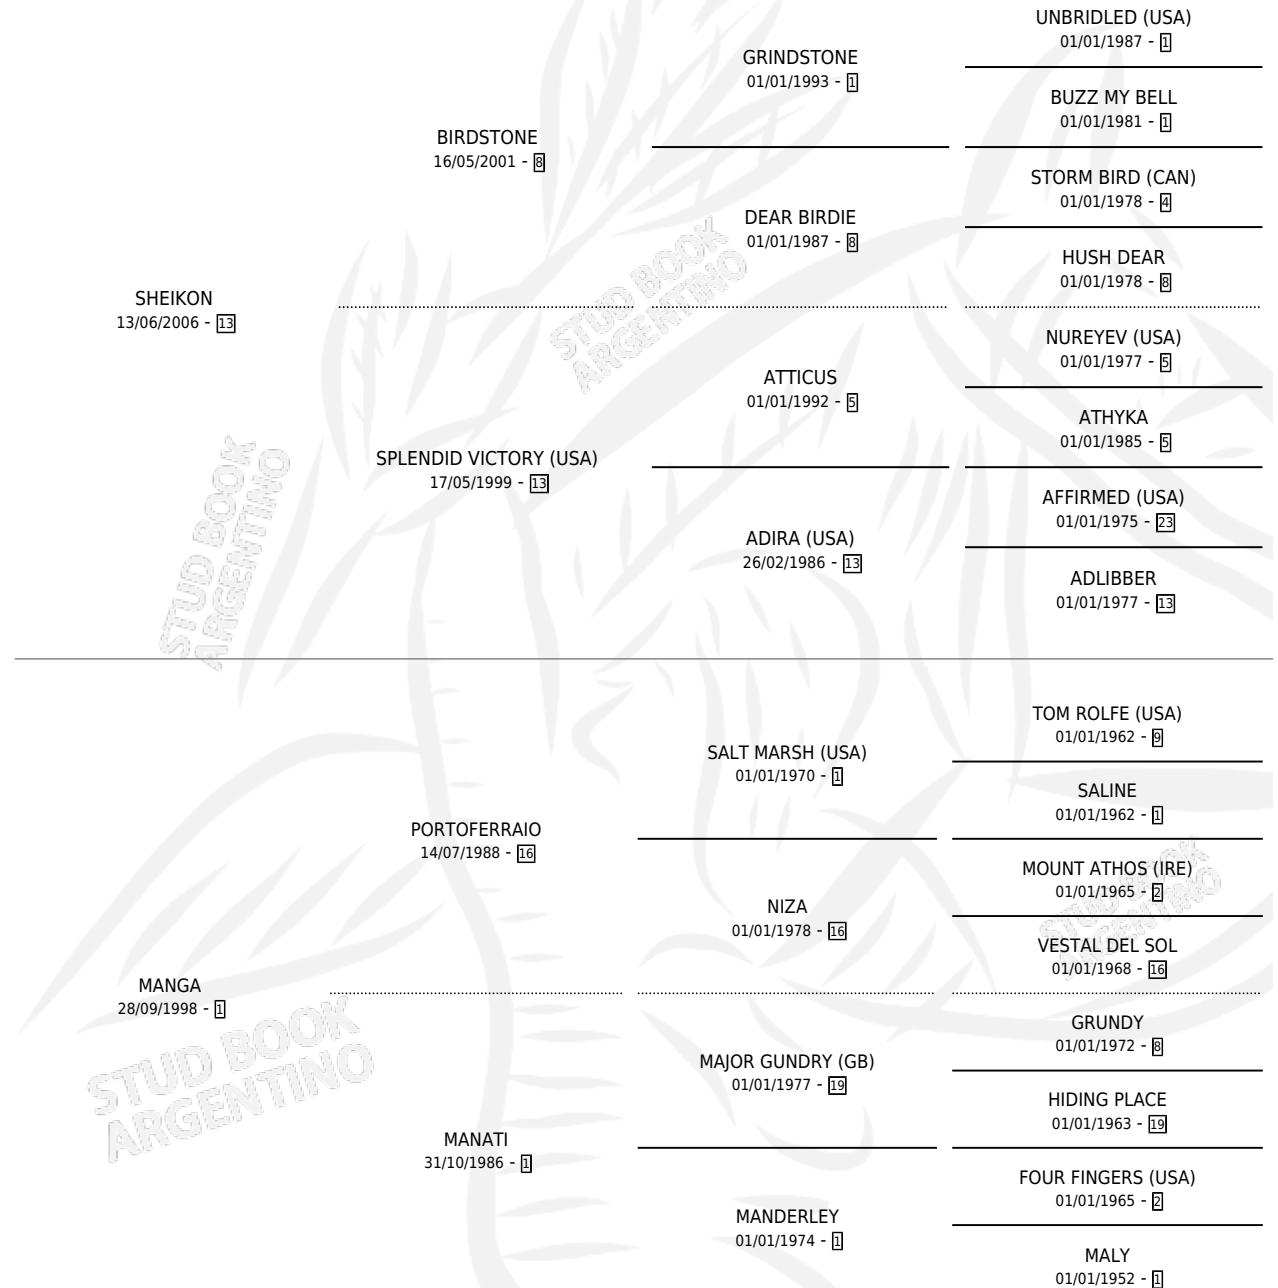 UNBRIDLED (USA)
01/01/1987 - 1
GRINDSTONE
01/01/1993 - 1
BUZZ MY BELL
01/01/1981 - 1
BIRDSTONE
16/05/2001 - 8
STORM BIRD (CAN)
01/01/1978 - 4
DEAR BIRDIE
01/01/1987 - 8
HUSH DEAR
01/01/1978 - 8
SHEIKON
13/06/2006 - 13
NUREYEV (USA)
01/01/1977 - 5
ATTICUS
01/01/1992 - 5
ATHYKA
01/01/1985 - 5
SPLENDID VICTORY (USA)
17/05/1999 - 13
AFFIRMED (USA)
01/01/1975 - 23
ADIRA (USA)
26/02/1986 - 13
ADLIBBER
01/01/1977 - 13
TOM ROLFE (USA)
01/01/1962 - 9
SALT MARSH (USA)
01/01/1970 - 1
SALINE
01/01/1962 - 1
PORTOFERRAIO
14/07/1988 - 16
MOUNT ATHOS (IRE)
01/01/1965 - 2
NIZA
01/01/1978 - 16
VESTAL DEL SOL
01/01/1968 - 16
MANGA
28/09/1998 - 1
GRUNDY
01/01/1972 - 8
MAJOR GUNDRY (GB)
01/01/1977 - 19
HIDING PLACE
01/01/1963 - 19
MANATI
31/10/1986 - 1
FOUR FINGERS (USA)
01/01/1965 - 2
MANDERLEY
01/01/1974 - 1
MALY
01/01/1952 - 1
STUD BOOK
ARGENTINO
STUD BOOK
ARGENTINO
STUD BOOK
ARGENTINO
STUD BOOK
ARGENTINO